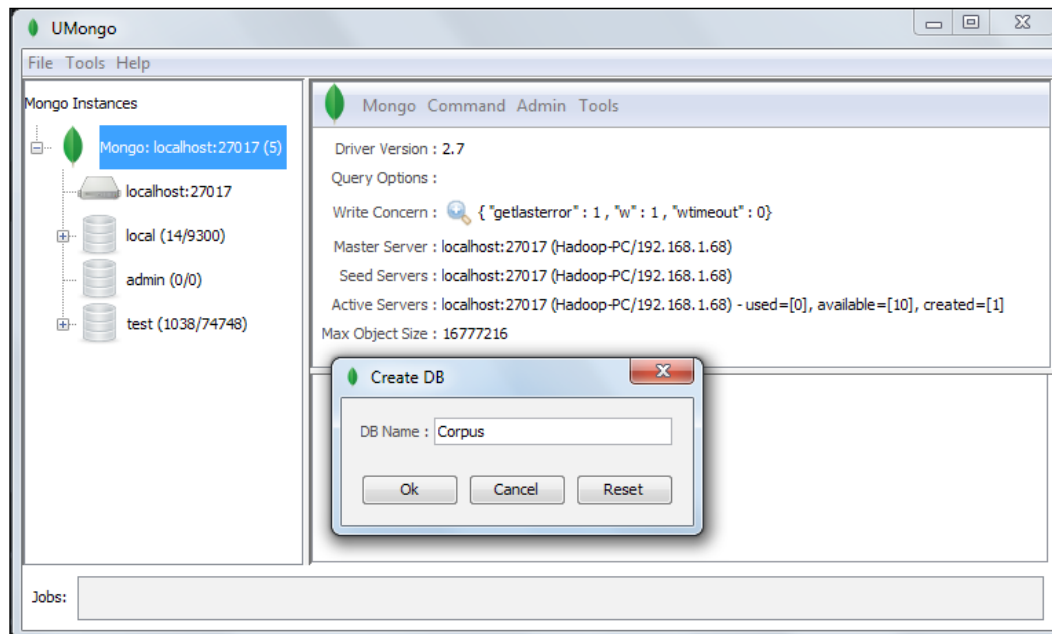 UMongo
File Tools Help
Mongo Instances
Mongo: localhost:27017 (5)
localhost:27017
local (14/9300)
admin (0/0)
test (1038/74748)
Mongo Command Admin Tools
Driver Version : 2.7
Query Options :
Write Concern : { "getlasterror" : 1 , "w" : 1 , "wtimeout" : 0}
Master Server : localhost:27017 (Hadoop-PC/192.168.1.68)
Seed Servers : localhost:27017 (Hadoop-PC/192.168.1.68)
Active Servers : localhost:27017 (Hadoop-PC/192.168.1.68) - used=[0], available=[10], created=[1]
Max Object Size : 16777216
Create DB
DB Name : Corpus
Ok Cancel Reset
Jobs: